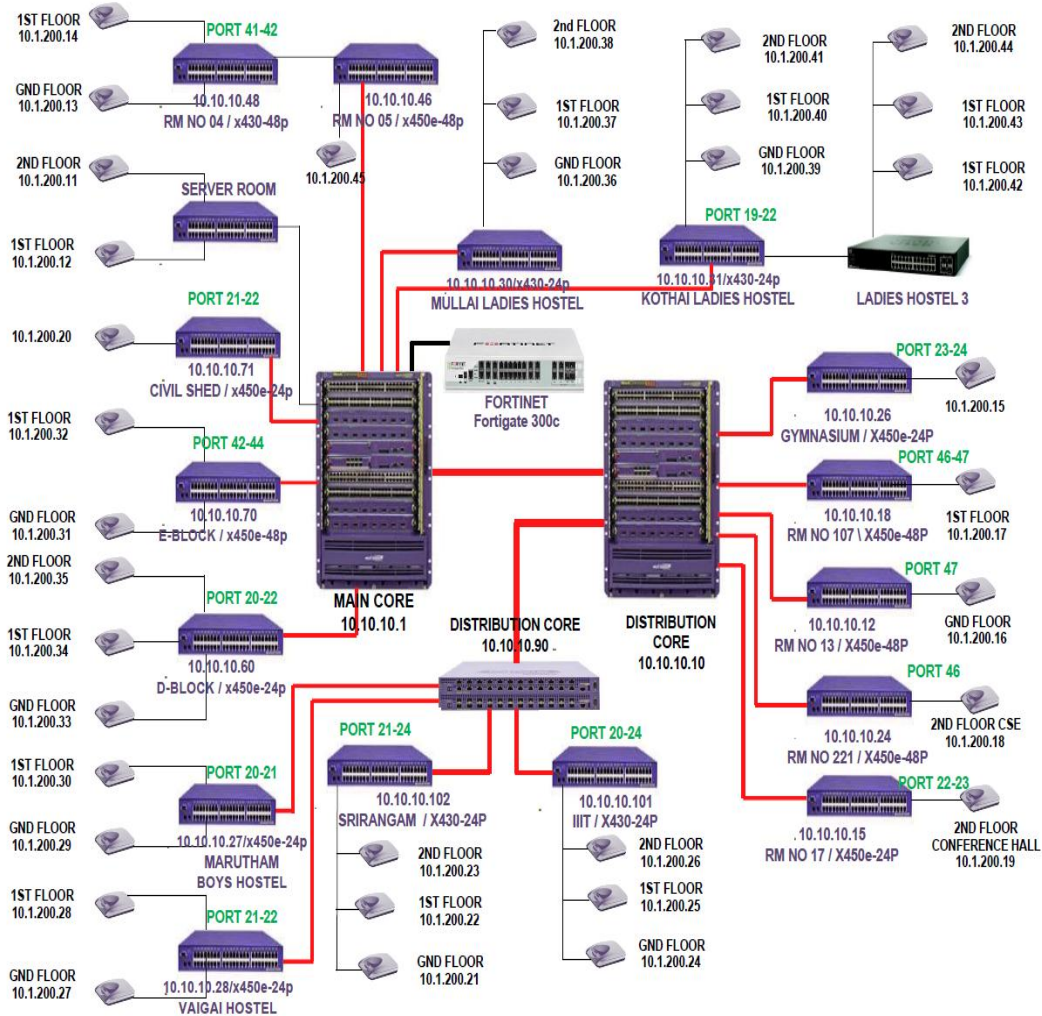 1ST FLOOR
10.1.200.14
PORT 41-42
GND FLOOR
10.1.200.13
10.10.10.48
RM NO 04 / x430-48p
10.10.10.46
RM NO 05 / x450e-48p
10.1.200.45
2nd FLOOR
10.1.200.38
1ST FLOOR
10.1.200.37
GND FLOOR
10.1.200.36
2ND FLOOR
10.1.200.41
1ST FLOOR
10.1.200.40
GND FLOOR
10.1.200.39
2ND FLOOR
10.1.200.44
1ST FLOOR
10.1.200.43
1ST FLOOR
10.1.200.42
2ND FLOOR
10.1.200.11
SERVER ROOM
1ST FLOOR
10.1.200.12
10.10.10.30/x430-24p
MULLAI LADIES HOSTEL
PORT 19-22
10.10.10.31/x430-24p
KOTHAI LADIES HOSTEL
LADIES HOSTEL 3
PORT 21-22
10.1.200.20
10.10.10.71
CIVIL SHED / x450e-24p
FORTINET
FORTINET
Fortigate 300c
PORT 23-24
10.1.200.15
10.10.10.26
GYMNASIUM / X450e-24P
1ST FLOOR
10.1.200.32
PORT 42-44
GND FLOOR
10.1.200.31
10.10.10.70
E-BLOCK / x450e-48p
PORT 46-47
10.10.10.18
RM NO 107 \ X450e-48P
1ST FLOOR
10.1.200.17
2ND FLOOR
10.1.200.35
PORT 20-22
1ST FLOOR
10.1.200.34
10.10.10.60
D-BLOCK / x450e-24p
GND FLOOR
10.1.200.33
MAIN CORE
10.10.10.1
DISTRIBUTION CORE
10.10.10.90
DISTRIBUTION
CORE
10.10.10.10
PORT 47
10.10.10.12
RM NO 13 / X450e-48P
GND FLOOR
10.1.200.16
PORT 46
10.10.10.24
RM NO 221 / X450e-48P
2ND FLOOR CSE
10.1.200.18
1ST FLOOR
10.1.200.30
PORT 20-21
GND FLOOR
10.1.200.29
10.10.10.27/x450e-24p
MARUTHAM
BOYS HOSTEL
PORT 21-24
10.10.10.102
SRIRANGAM / X430-24P
2ND FLOOR
10.1.200.23
1ST FLOOR
10.1.200.22
GND FLOOR
10.1.200.21
PORT 20-24
10.10.10.101
IIIT / X430-24P
2ND FLOOR
10.1.200.26
1ST FLOOR
10.1.200.25
GND FLOOR
10.1.200.24
PORT 22-23
10.10.10.15
RM NO 17 / X450e-24P
2ND FLOOR
CONFERENCE HALL
10.1.200.19
1ST FLOOR
10.1.200.28
PORT 21-22
GND FLOOR
10.1.200.27
10.10.10.28/x450e-24p
VAIGAI HOSTEL